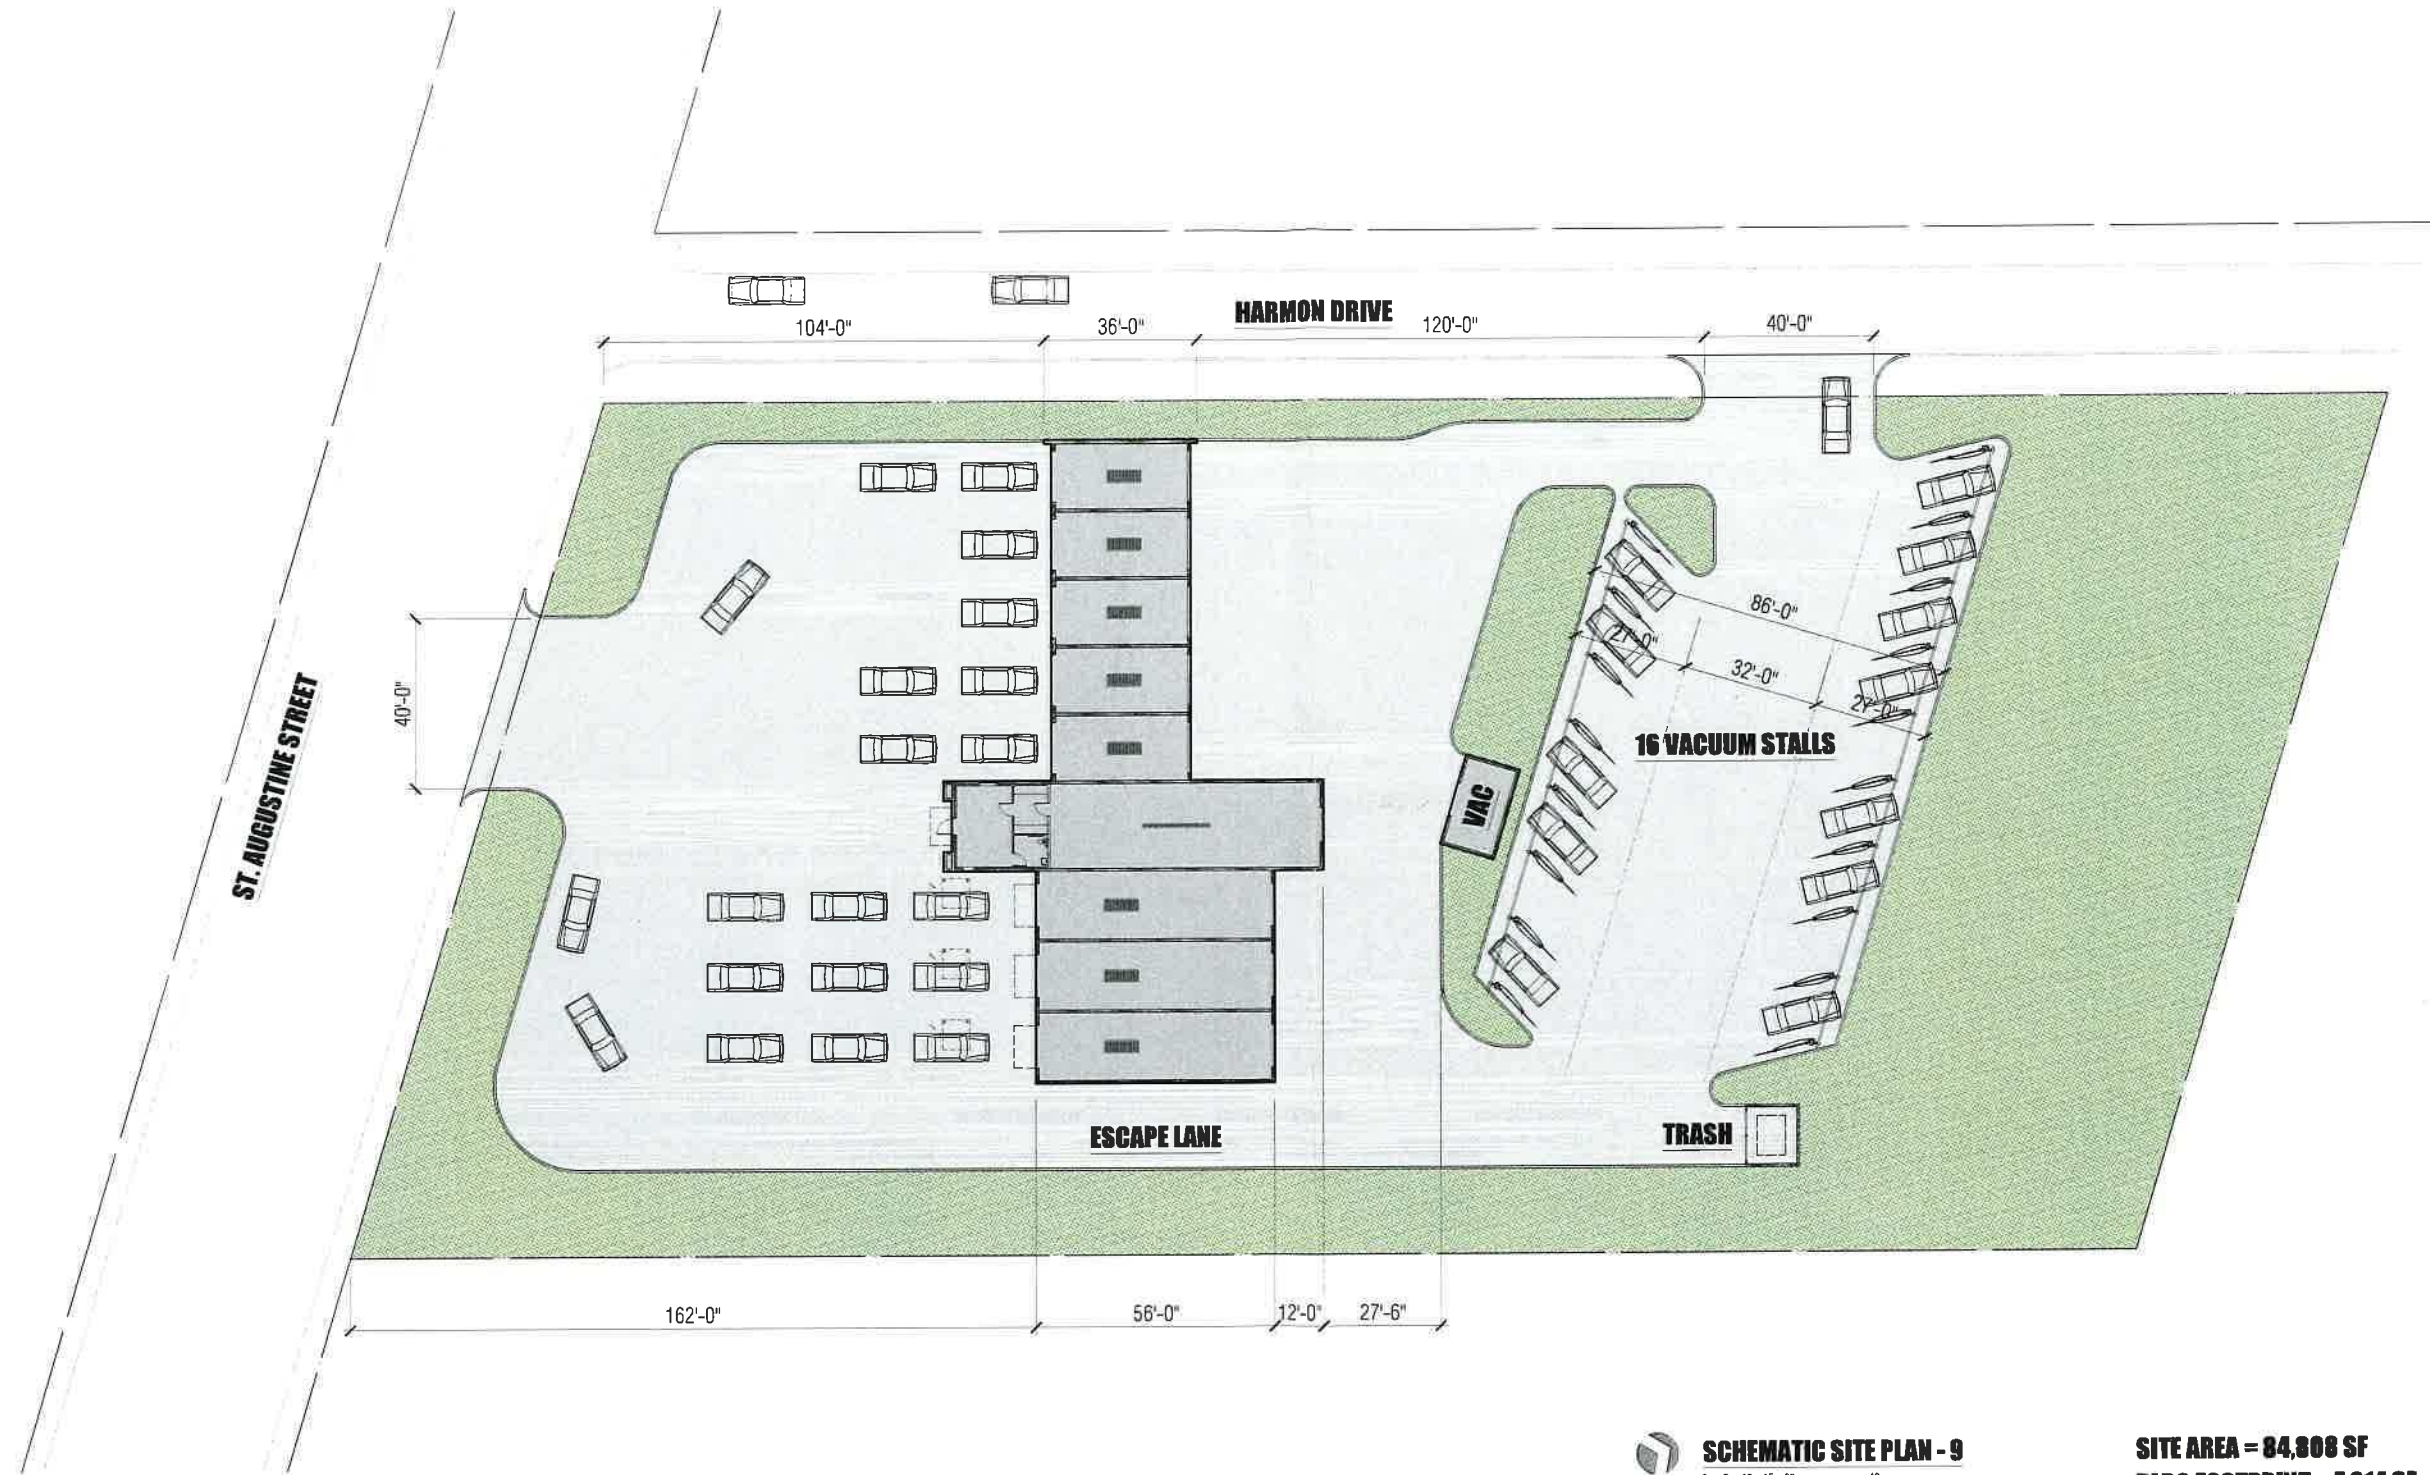 HARMON DRIVE
104'-0"
36'-0"
120'-0"
40'-0"
40'-0"
ST. AUGUSTINE STREET
86'-0"
27'-0"
32'-0"
27'-0"
16 VACUUM STALLS
VAC
ESCAPE LANE
TRASH
162'-0"
56'-0"
12'-0"
27'-6"
SCHEMATIC SITE PLAN - 9
SITE AREA = 84,808 SF